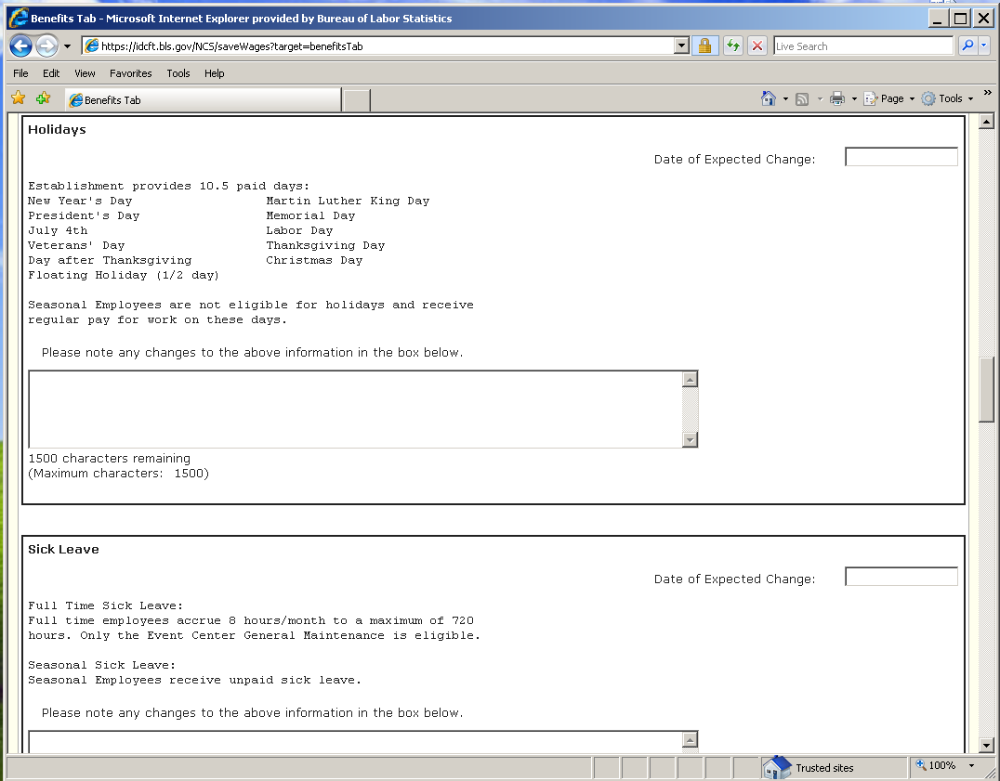 Benefits Tab - Microsoft Internet Explorer provided by Bureau of Labor Statistics
https://idcft.bls.gov/NCS/saveWages?target=benefitsTab
Live Search
File Edit View Favorites Tools Help
Benefits Tab
Page Tools »
Holidays
Date of Expected Change:
Establishment provides 10.5 paid days:
New Year's Day Martin Luther King Day
President's Day Memorial Day
July 4th Labor Day
Veterans' Day Thanksgiving Day
Day after Thanksgiving Christmas Day
Floating Holiday (1/2 day)
Seasonal Employees are not eligible for holidays and receive
regular pay for work on these days.
Please note any changes to the above information in the box below.
1500 characters remaining
(Maximum characters: 1500)
Sick Leave
Date of Expected Change:
Full Time Sick Leave:
Full time employees accrue 8 hours/month to a maximum of 720
hours. Only the Event Center General Maintenance is eligible.
Seasonal Sick Leave:
Seasonal Employees receive unpaid sick leave.
Please note any changes to the above information in the box below.
Trusted sites
100%